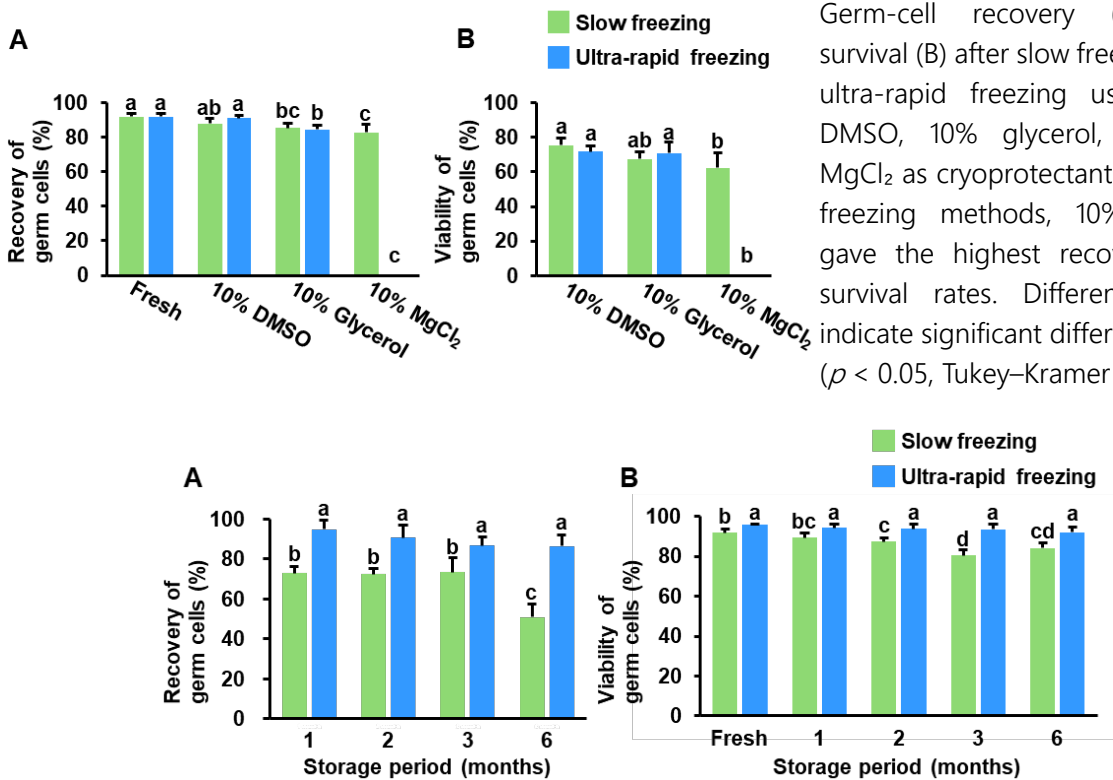 A
B
Slow freezing
Ultra-rapid freezing
Recovery of
germ cells (%)
100
80
60
40
20
0
a a ab a bc b c c
Fresh
10% DMSO
10% Glycerol
10% MgCl₂
Viability of
germ cells (%)
100
80
60
40
20
0
a a ab a b b
10% DMSO
10% Glycerol
10% MgCl₂
Germ-cell recovery (
survival (B) after slow free
ultra-rapid freezing us
DMSO, 10% glycerol,
MgCl₂ as cryoprotectant
freezing methods, 10%
gave the highest recov
survival rates. Differen
indicate significant differ
(p < 0.05, Tukey–Kramer
A
B
Slow freezing
Ultra-rapid freezing
Recovery of
germ cells (%)
100
80
60
40
20
0
b a b a b a c a
1 2 3 6
Storage period (months)
Viability of
germ cells (%)
100
80
60
40
20
0
b a bc a c a d a cd a
Fresh 1 2 3 6
Storage period (months)